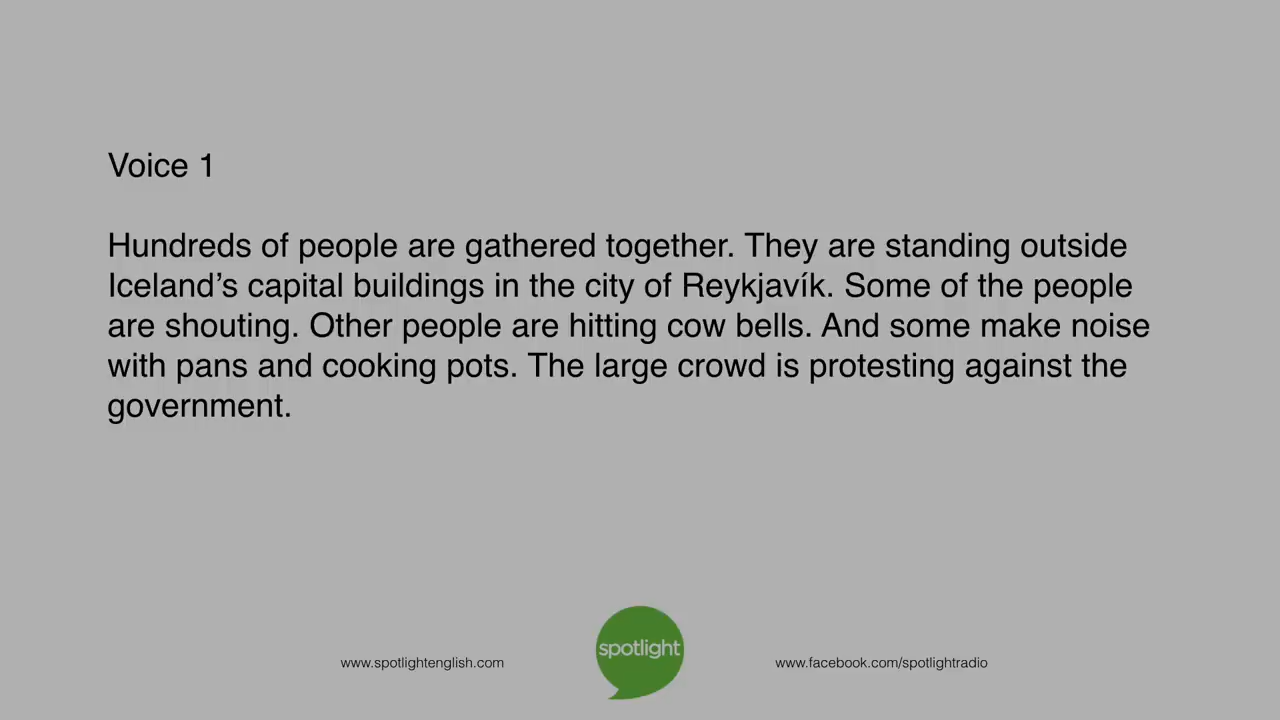 Voice 1
Hundreds of people are gathered together. They are standing outside
Iceland’s capital buildings in the city of Reykjavík. Some of the people
are shouting. Other people are hitting cow bells. And some make noise
with pans and cooking pots. The large crowd is protesting against the
government.
spotlight
www.spotlightenglish.com
www.facebook.com/spotlightradio